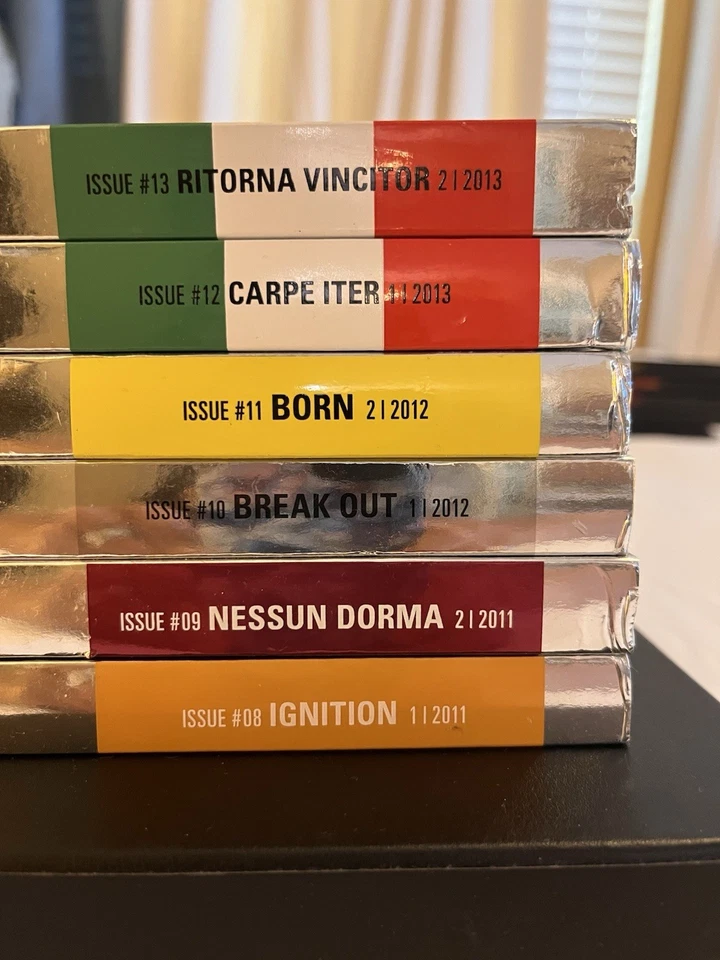 ISSUE #13 RITORNA VINCITOR 2 | 2013
ISSUE #12 CARPE ITER 1 | 2013
ISSUE #11 BORN 2 | 2012
ISSUE #10 BREAK OUT 1 | 2012
ISSUE #09 NESSUN DORMA 2 | 2011
ISSUE #08 IGNITION 1 | 2011